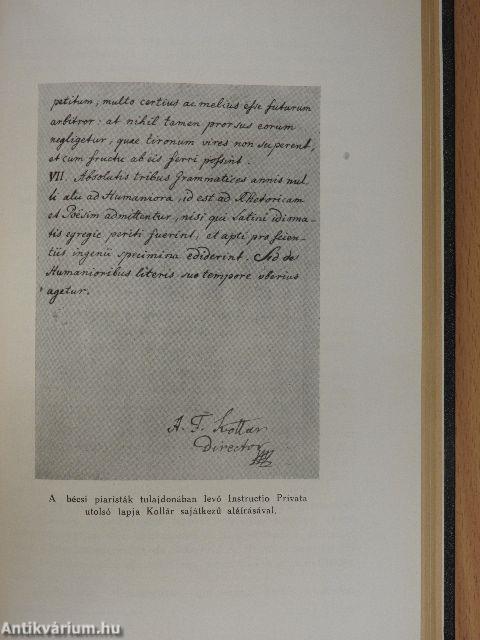 petitum; multo certius ac melius esse futurum
arbitror: at nihil tamen prorsus eorum
negligetur, quae tironum vires non superent,
et cum fructu ab eis ferri possint.
VII. Absolutis tribus Grammatices annis nul-
li alii ad Humaniora, id est ad Rhetoricam
et Poësim admittentur, nisi qui Latini idioma-
tis egregie periti fuerint, et apti pro scien-
tiis ingenii specimina ediderint. Sed de
Humanioribus literis suo tempore uberius
agetur.
A. F. Kollar
Director
A bécsi piaristák tulajdonában levő Instructio Privata
utolsó lapja Kollár sajátkezű aláírásával.
Antikvárium.hu